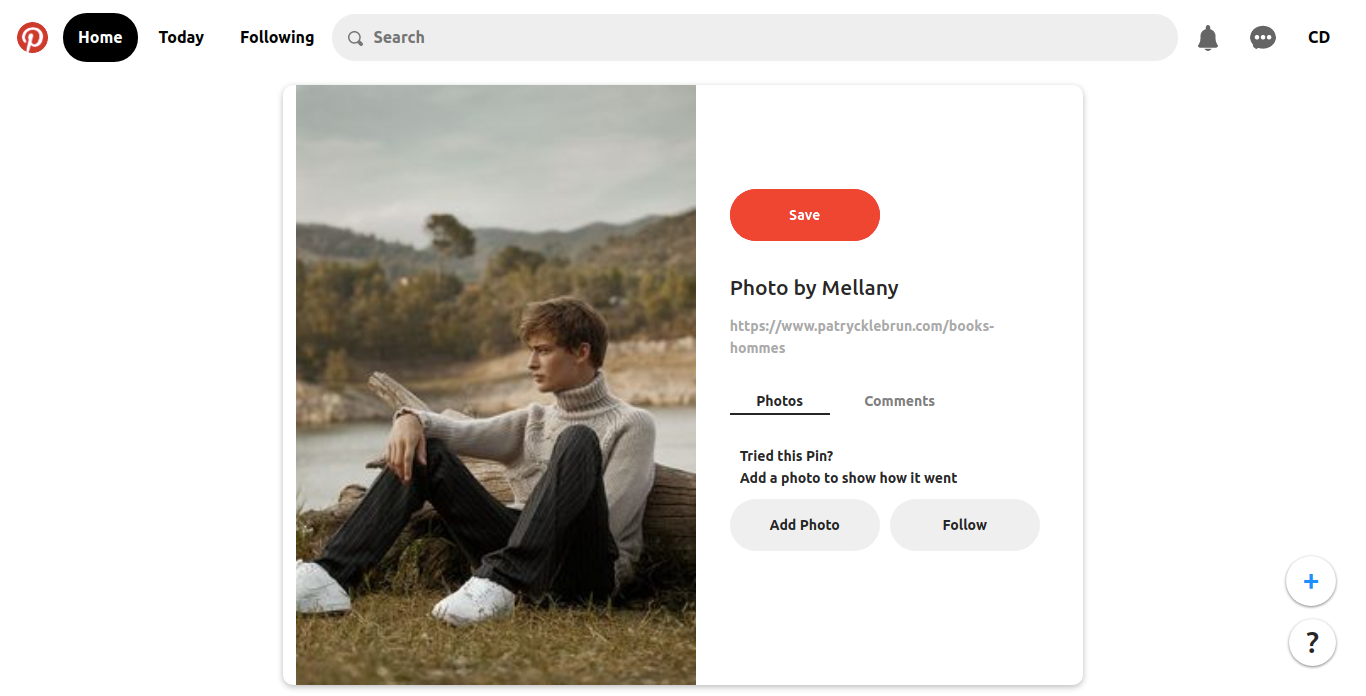 Home Today Following Search CD
Save
Photo by Mellany
https://www.patrycklebrun.com/books-
hommes
Photos Comments
Tried this Pin?
Add a photo to show how it went
Add Photo Follow
+
?